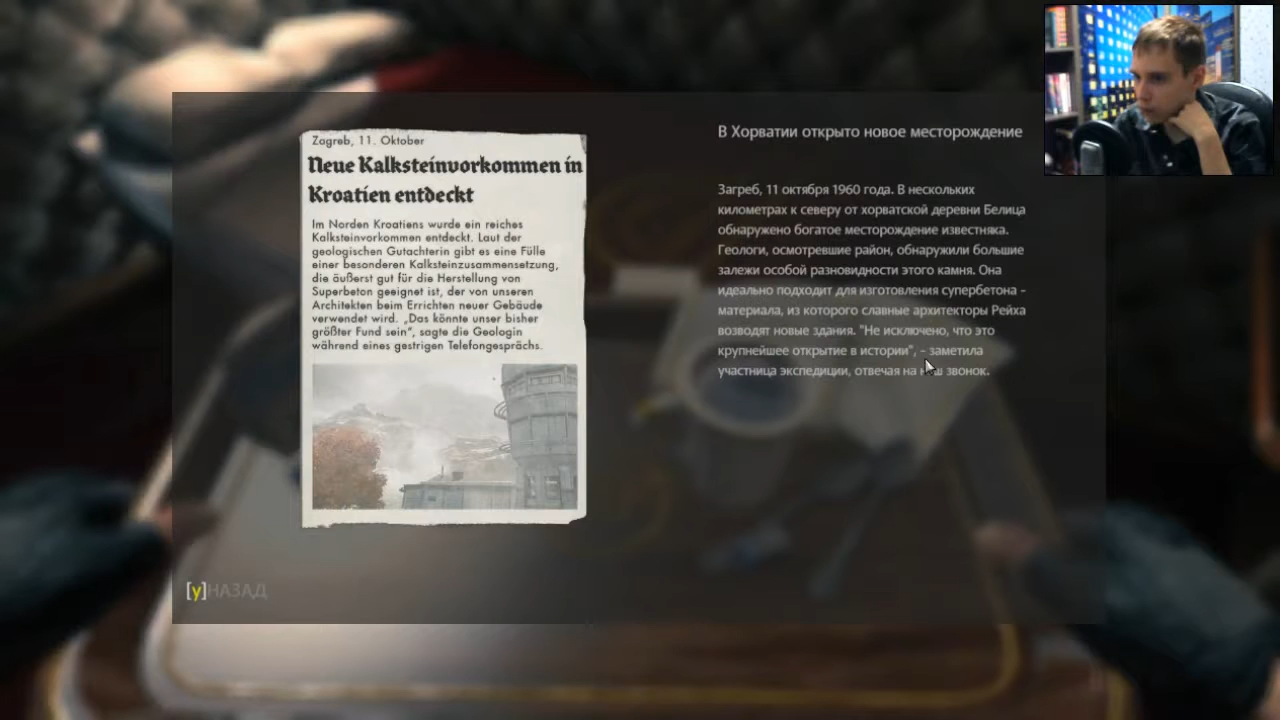 Zagreb, 11. Oktober
Neue Kalksteinvorkommen in
Kroatien entdeckt
Im Norden Kroatiens wurde ein reiches
Kalksteinvorkommen entdeckt. Laut der
geologischen Gutachterin gibt es eine Fülle
einer besonderen Kalksteinzusammensetzung,
die äußerst gut für die Herstellung von
Superbeton geeignet ist, der von unseren
Architekten beim Errichten neuer Gebäude
verwendet wird. „Das könnte unser bisher
größter Fund sein“, sagte die Geologin
während eines gestrigen Telefongesprächs.
В Хорватии открыто новое месторождение
Загреб, 11 октября 1960 года. В нескольких
километрах к северу от хорватской деревни Белица
обнаружено богатое месторождение известняка.
Геологи, осмотревшие район, обнаружили большие
залежи особой разновидности этого камня. Она
идеально подходит для изготовления супербетона –
материала, из которого славные архитекторы Рейха
возводят новые здания. "Не исключено, что это
крупнейшее открытие в истории", – заметила
участница экспедиции, отвечая на наш звонок.
[y]НАЗАД